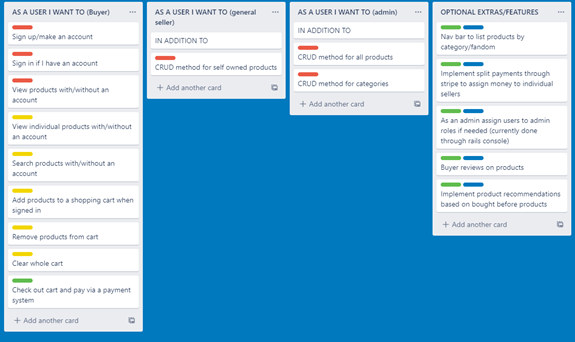 AS A USER I WANT TO (Buyer)
Sign up/make an account
Sign in if I have an account
View products with/without an
account
View individual products with/without
an account
Search products with/without an
account
Add products to a shopping cart when
signed in
Remove products from cart
Clear whole cart
Check out cart and pay via a payment
system
+ Add another card
AS A USER I WANT TO (general
seller)
IN ADDITION TO
CRUD method for self owned products
+ Add another card
AS A USER I WANT TO (admin)
IN ADDITION TO
CRUD method for all products
CRUD method for categories
+ Add another card
OPTIONAL EXTRAS/FEATURES
Nav bar to list products by
category/fandom
Implement split payments through
stripe to assign money to individual
sellers
As an admin assign users to admin
roles if needed (currently done
through rails console)
Buyer reviews on products
Implement product recommendations
based on bought before products
+ Add another card